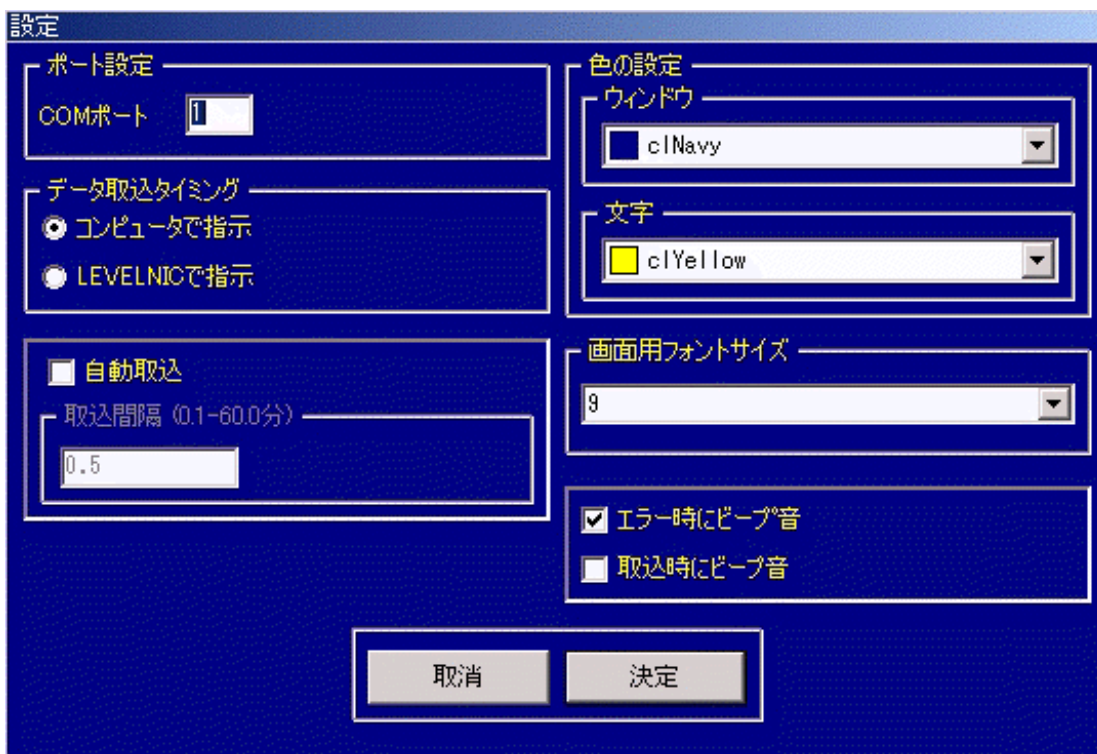 設定
ポート設定
COMポート
1
データ取込タイミング
コンピュータで指示
LEVELNICで指示
自動取込
取込間隔 (0.1-60.0分)
0.5
色の設定
ウィンドウ
clNavy
文字
clYellow
画面用フォントサイズ
9
エラー時にビープ音
取込時にビープ音
取消
決定